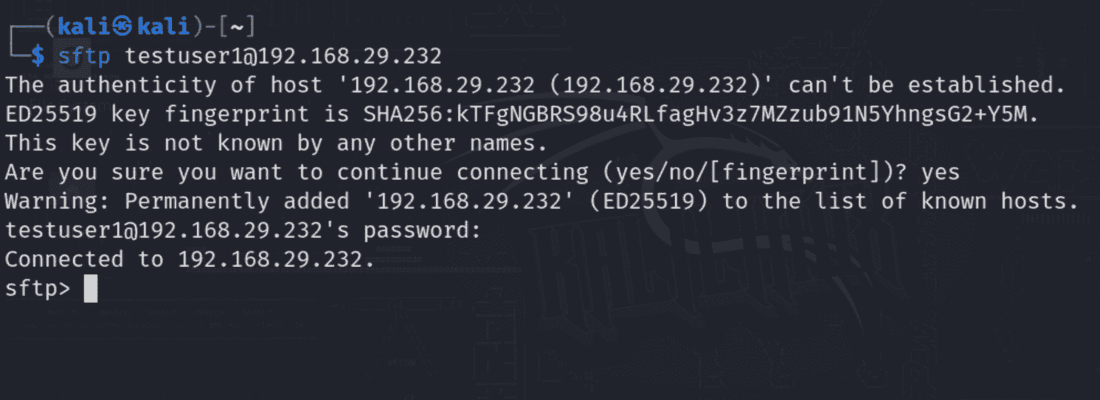 ┌──(kali㉿kali)-[~]
└─$ sftp testuser1@192.168.29.232
The authenticity of host '192.168.29.232 (192.168.29.232)' can't be established.
ED25519 key fingerprint is SHA256:kTFgNGBRS98u4RLfagHv3z7MZzub91N5YhngsG2+Y5M.
This key is not known by any other names.
Are you sure you want to continue connecting (yes/no/[fingerprint])? yes
Warning: Permanently added '192.168.29.232' (ED25519) to the list of known hosts.
testuser1@192.168.29.232's password:
Connected to 192.168.29.232.
sftp>